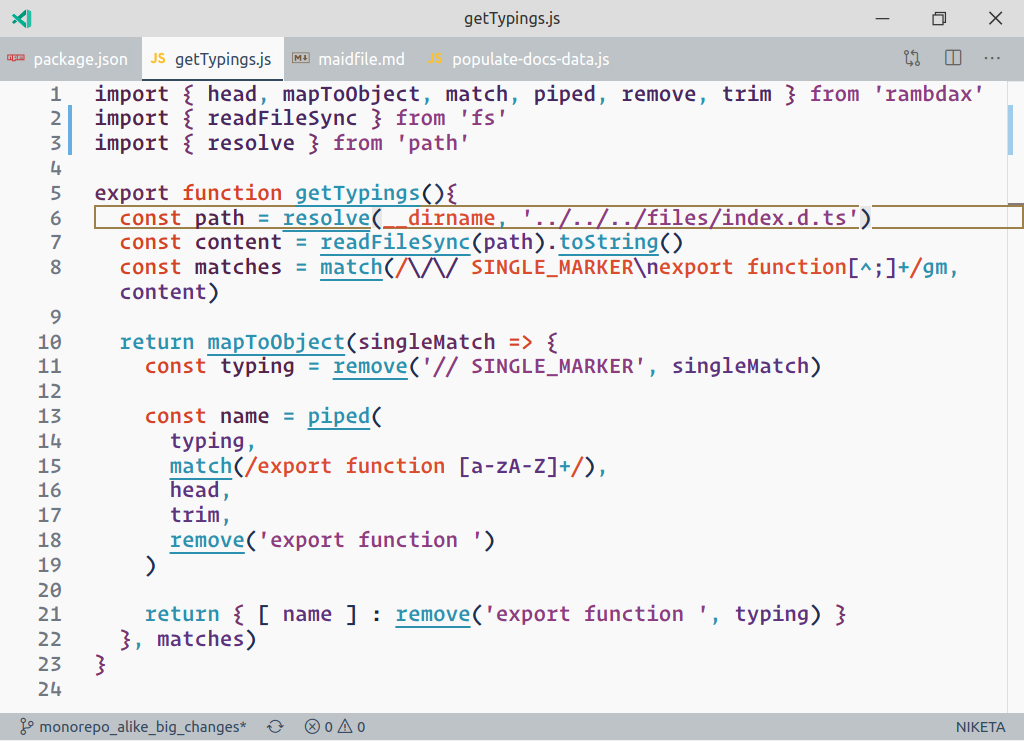 getTypings.js
npm package.json JS getTypings.js M↓ maidfile.md JS populate-docs-data.js ...
1 import { head, mapToObject, match, piped, remove, trim } from 'rambdax'
2 import { readFileSync } from 'fs'
3 import { resolve } from 'path'
4
5 export function getTypings(){
6   const path = resolve(__dirname, '../../../files/index.d.ts')
7   const content = readFileSync(path).toString()
8   const matches = match(/\/\/ SINGLE_MARKER\nexport function[^;]+/gm,
  content)
9
10   return mapToObject(singleMatch => {
11     const typing = remove('// SINGLE_MARKER', singleMatch)
12
13     const name = piped(
14       typing,
15       match(/export function [a-zA-Z]+/),
16       head,
17       trim,
18       remove('export function ')
19     )
20
21     return { [ name ] : remove('export function ', typing) }
22   }, matches)
23 }
24
monorepo_alike_big_changes* 0 0 NIKETA